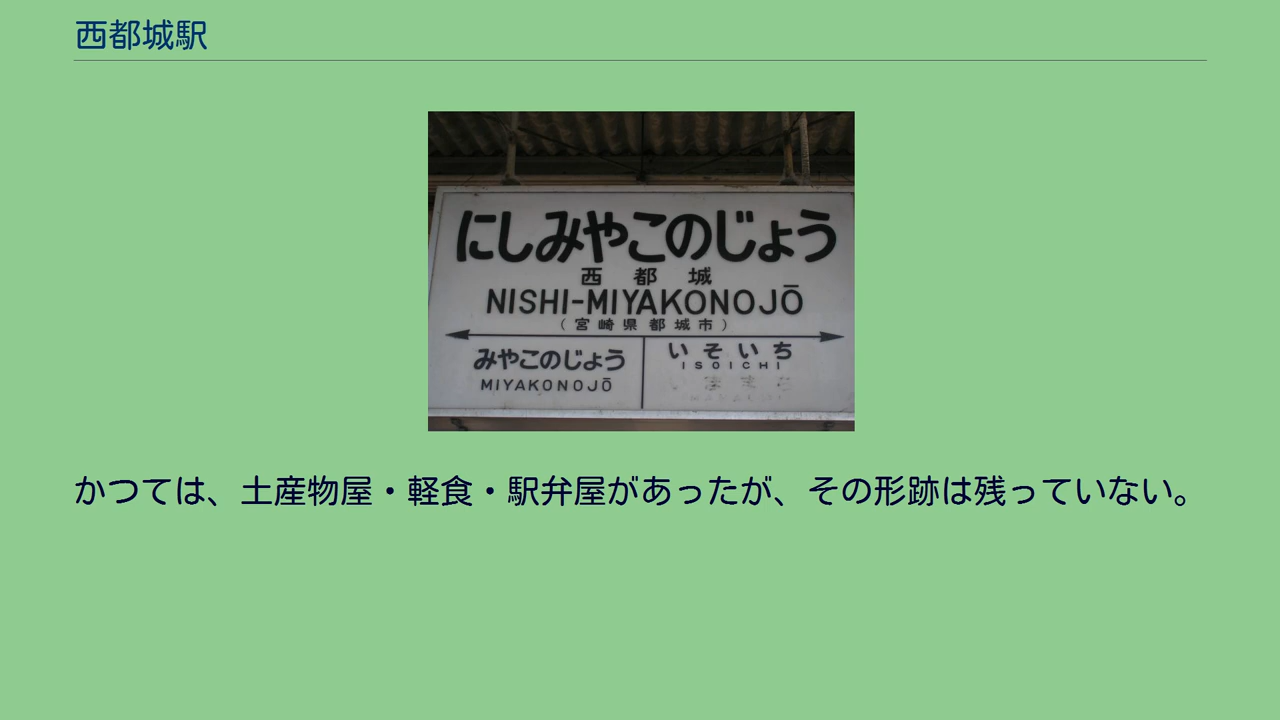 西都城駅
にしみやこのじょう
西都城
NISHI-MIYAKONOJŌ
(宮崎県都城市)
みやこのじょう
MIYAKONOJŌ
いそいち
ISOICHI
かつては、土産物屋・軽食・駅弁屋があったが、その形跡は残っていない。